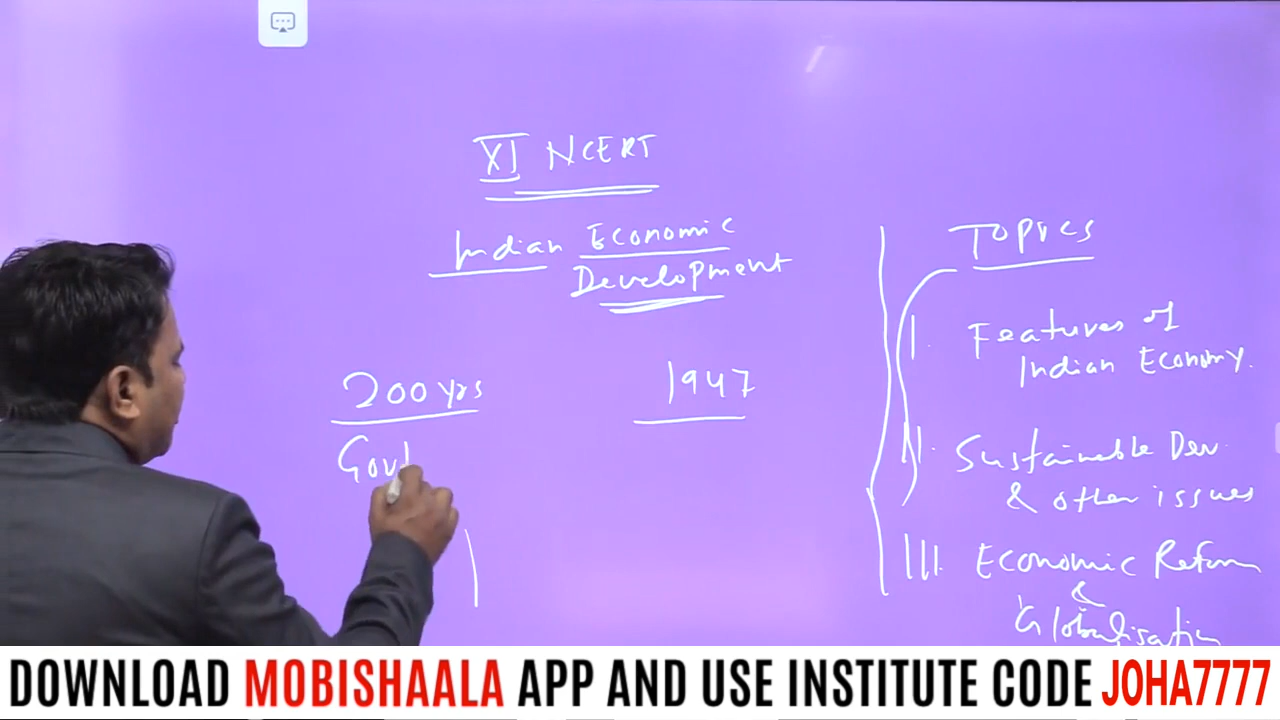 XI NCERT
Indian Economic
Development
200 yrs
1947
Govt
Topics
I. Features of
Indian Economy.
II. Sustainable Dev.
& other issues
III. Economic Reform
&
Globalisation
DOWNLOAD MOBISHAALA APP AND USE INSTITUTE CODE JOHA7777